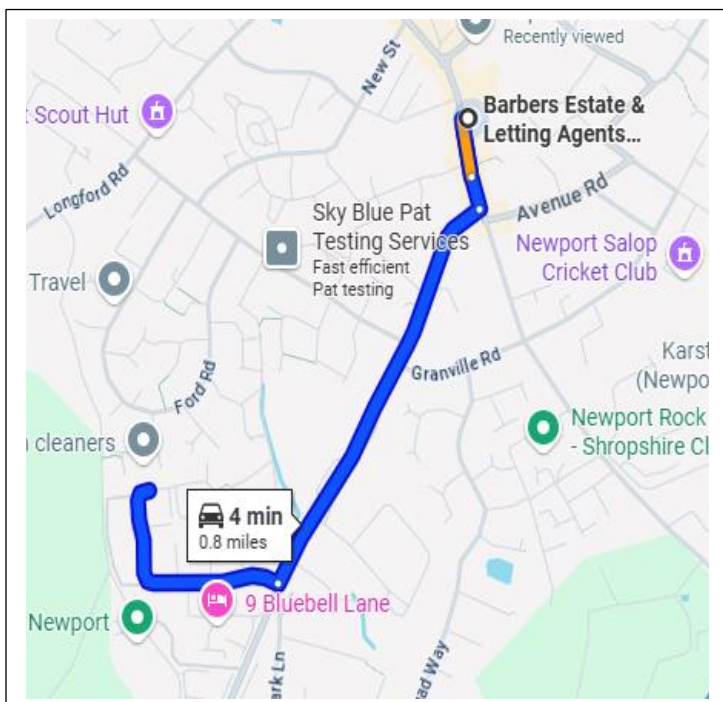 Recently viewed
New St
Barbers Estate &
Letting Agents…
Scout Hut
Longford Rd
Avenue Rd
Sky Blue Pat
Testing Services
Fast efficient
Pat testing
Newport Salop
Cricket Club
Travel
Granville Rd
Karst
(Newpo
Ford Rd
Newport Rock
- Shropshire Cl
cleaners
4 min
0.8 miles
9 Bluebell Lane
Newport
ark Ln
ad Way